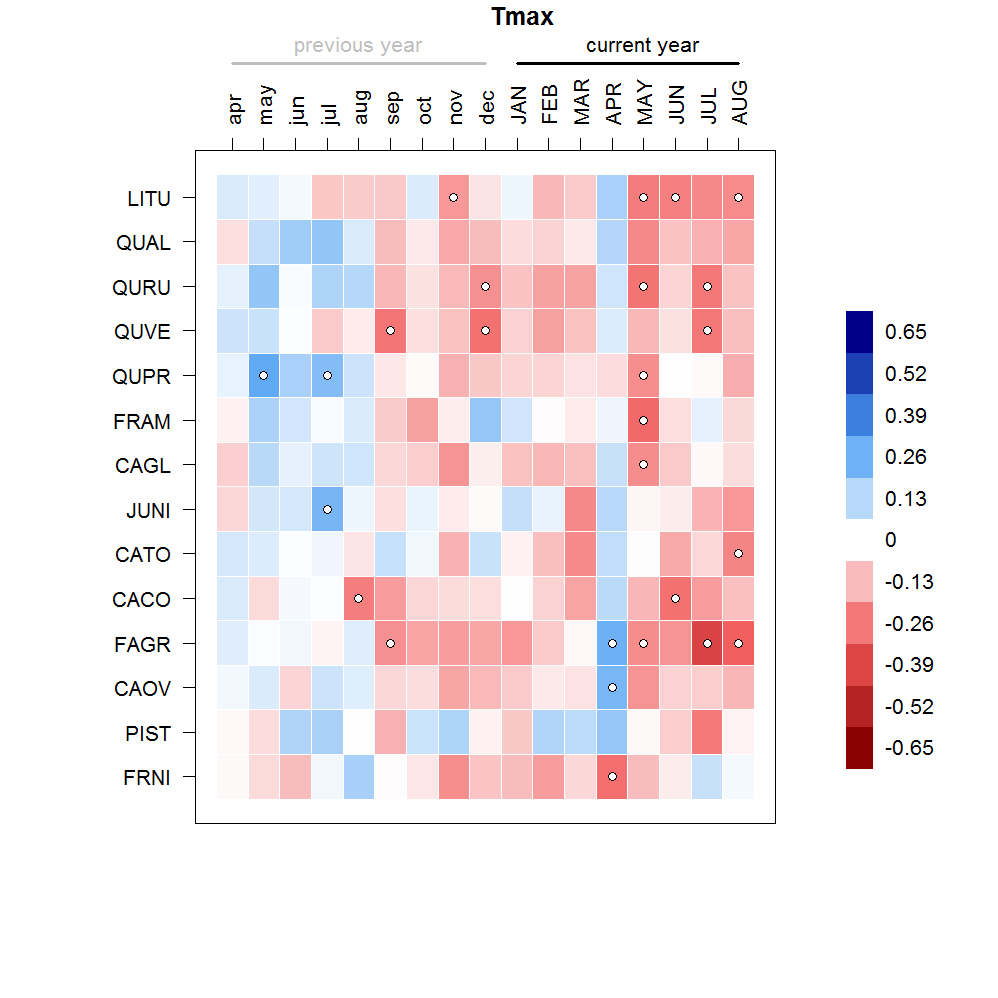 Tmax
previous year current year
apr may jun jul aug sep oct nov dec JAN FEB MAR APR MAY JUN JUL AUG
LITU
QUAL
QURU
QUVE
QUPR
FRAM
CAGL
JUNI
CATO
CACO
FAGR
CAOV
PIST
FRNI
0.65
0.52
0.39
0.26
0.13
0
-0.13
-0.26
-0.39
-0.52
-0.65